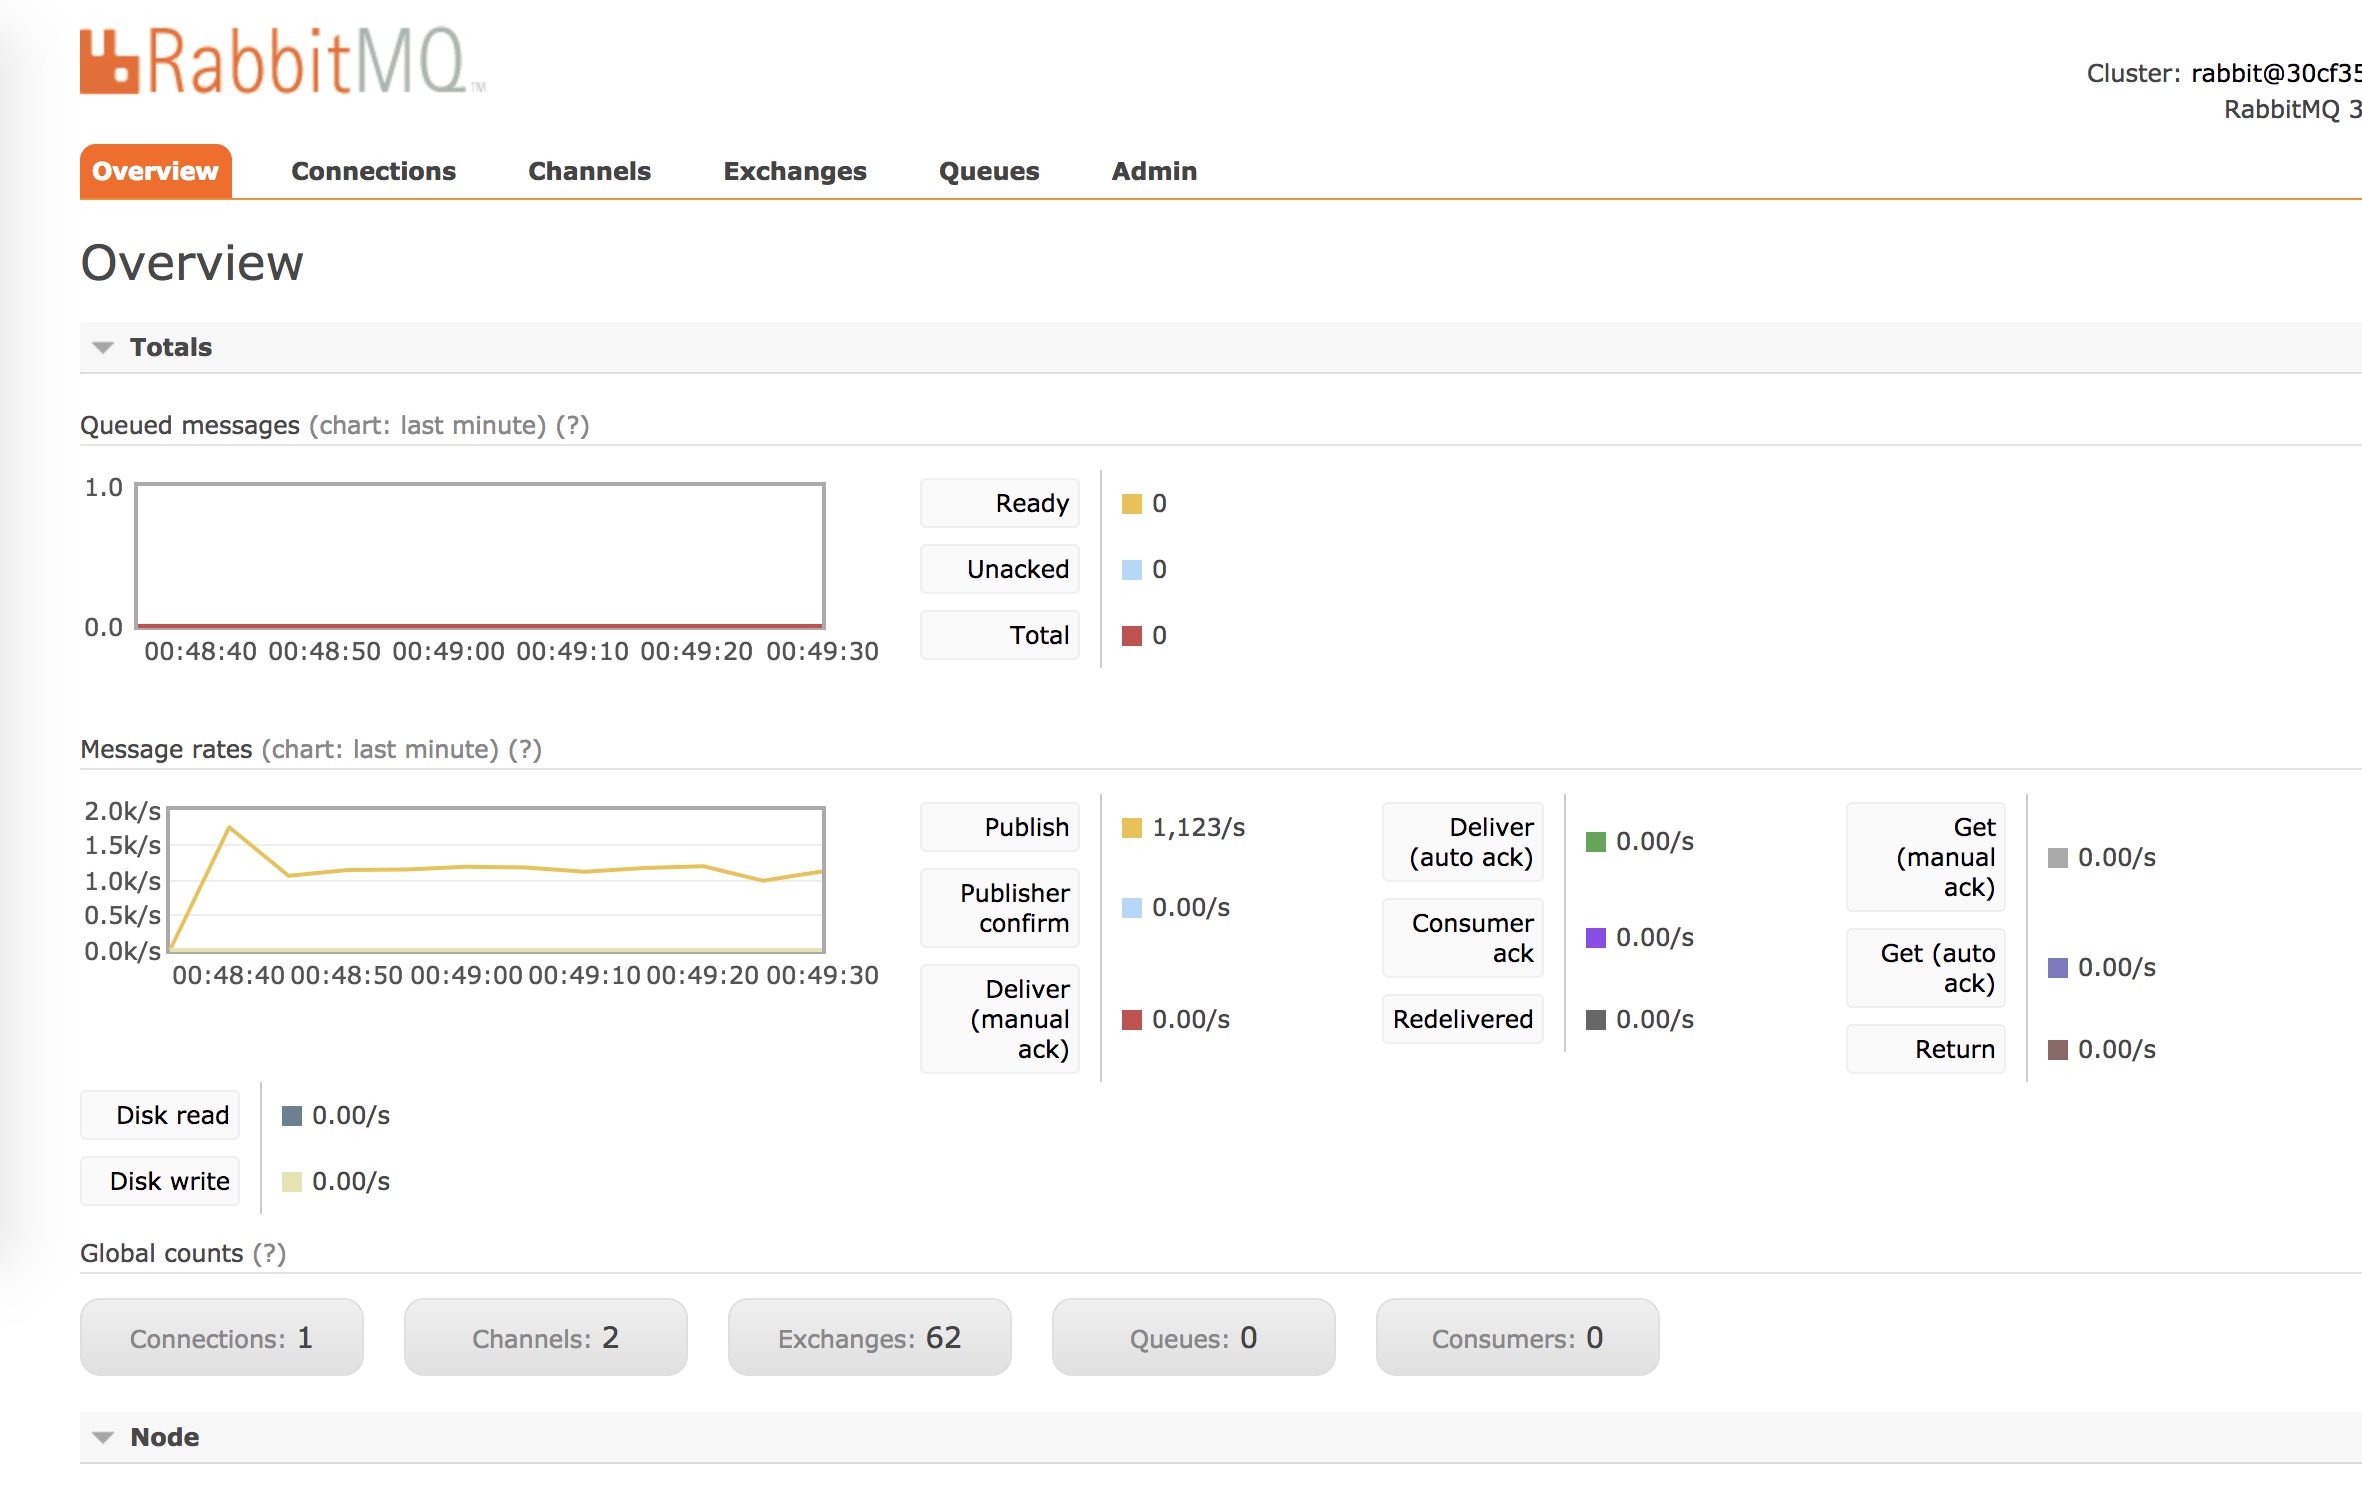 RabbitMQ™
Cluster: rabbit@30cf35
RabbitMQ 3
Overview Connections Channels Exchanges Queues Admin
Overview
Totals
Queued messages (chart: last minute) (?)
1.0
0.0
00:48:40 00:48:50 00:49:00 00:49:10 00:49:20 00:49:30
Ready 0
Unacked 0
Total 0
Message rates (chart: last minute) (?)
2.0k/s
1.5k/s
1.0k/s
0.5k/s
0.0k/s
00:48:40 00:48:50 00:49:00 00:49:10 00:49:20 00:49:30
Publish 1,123/s
Publisher
confirm 0.00/s
Deliver
(manual
ack) 0.00/s
Deliver
(auto ack) 0.00/s
Consumer
ack 0.00/s
Redelivered 0.00/s
Get
(manual
ack) 0.00/s
Get (auto
ack) 0.00/s
Return 0.00/s
Disk read 0.00/s
Disk write 0.00/s
Global counts (?)
Connections: 1 Channels: 2 Exchanges: 62 Queues: 0 Consumers: 0
Node